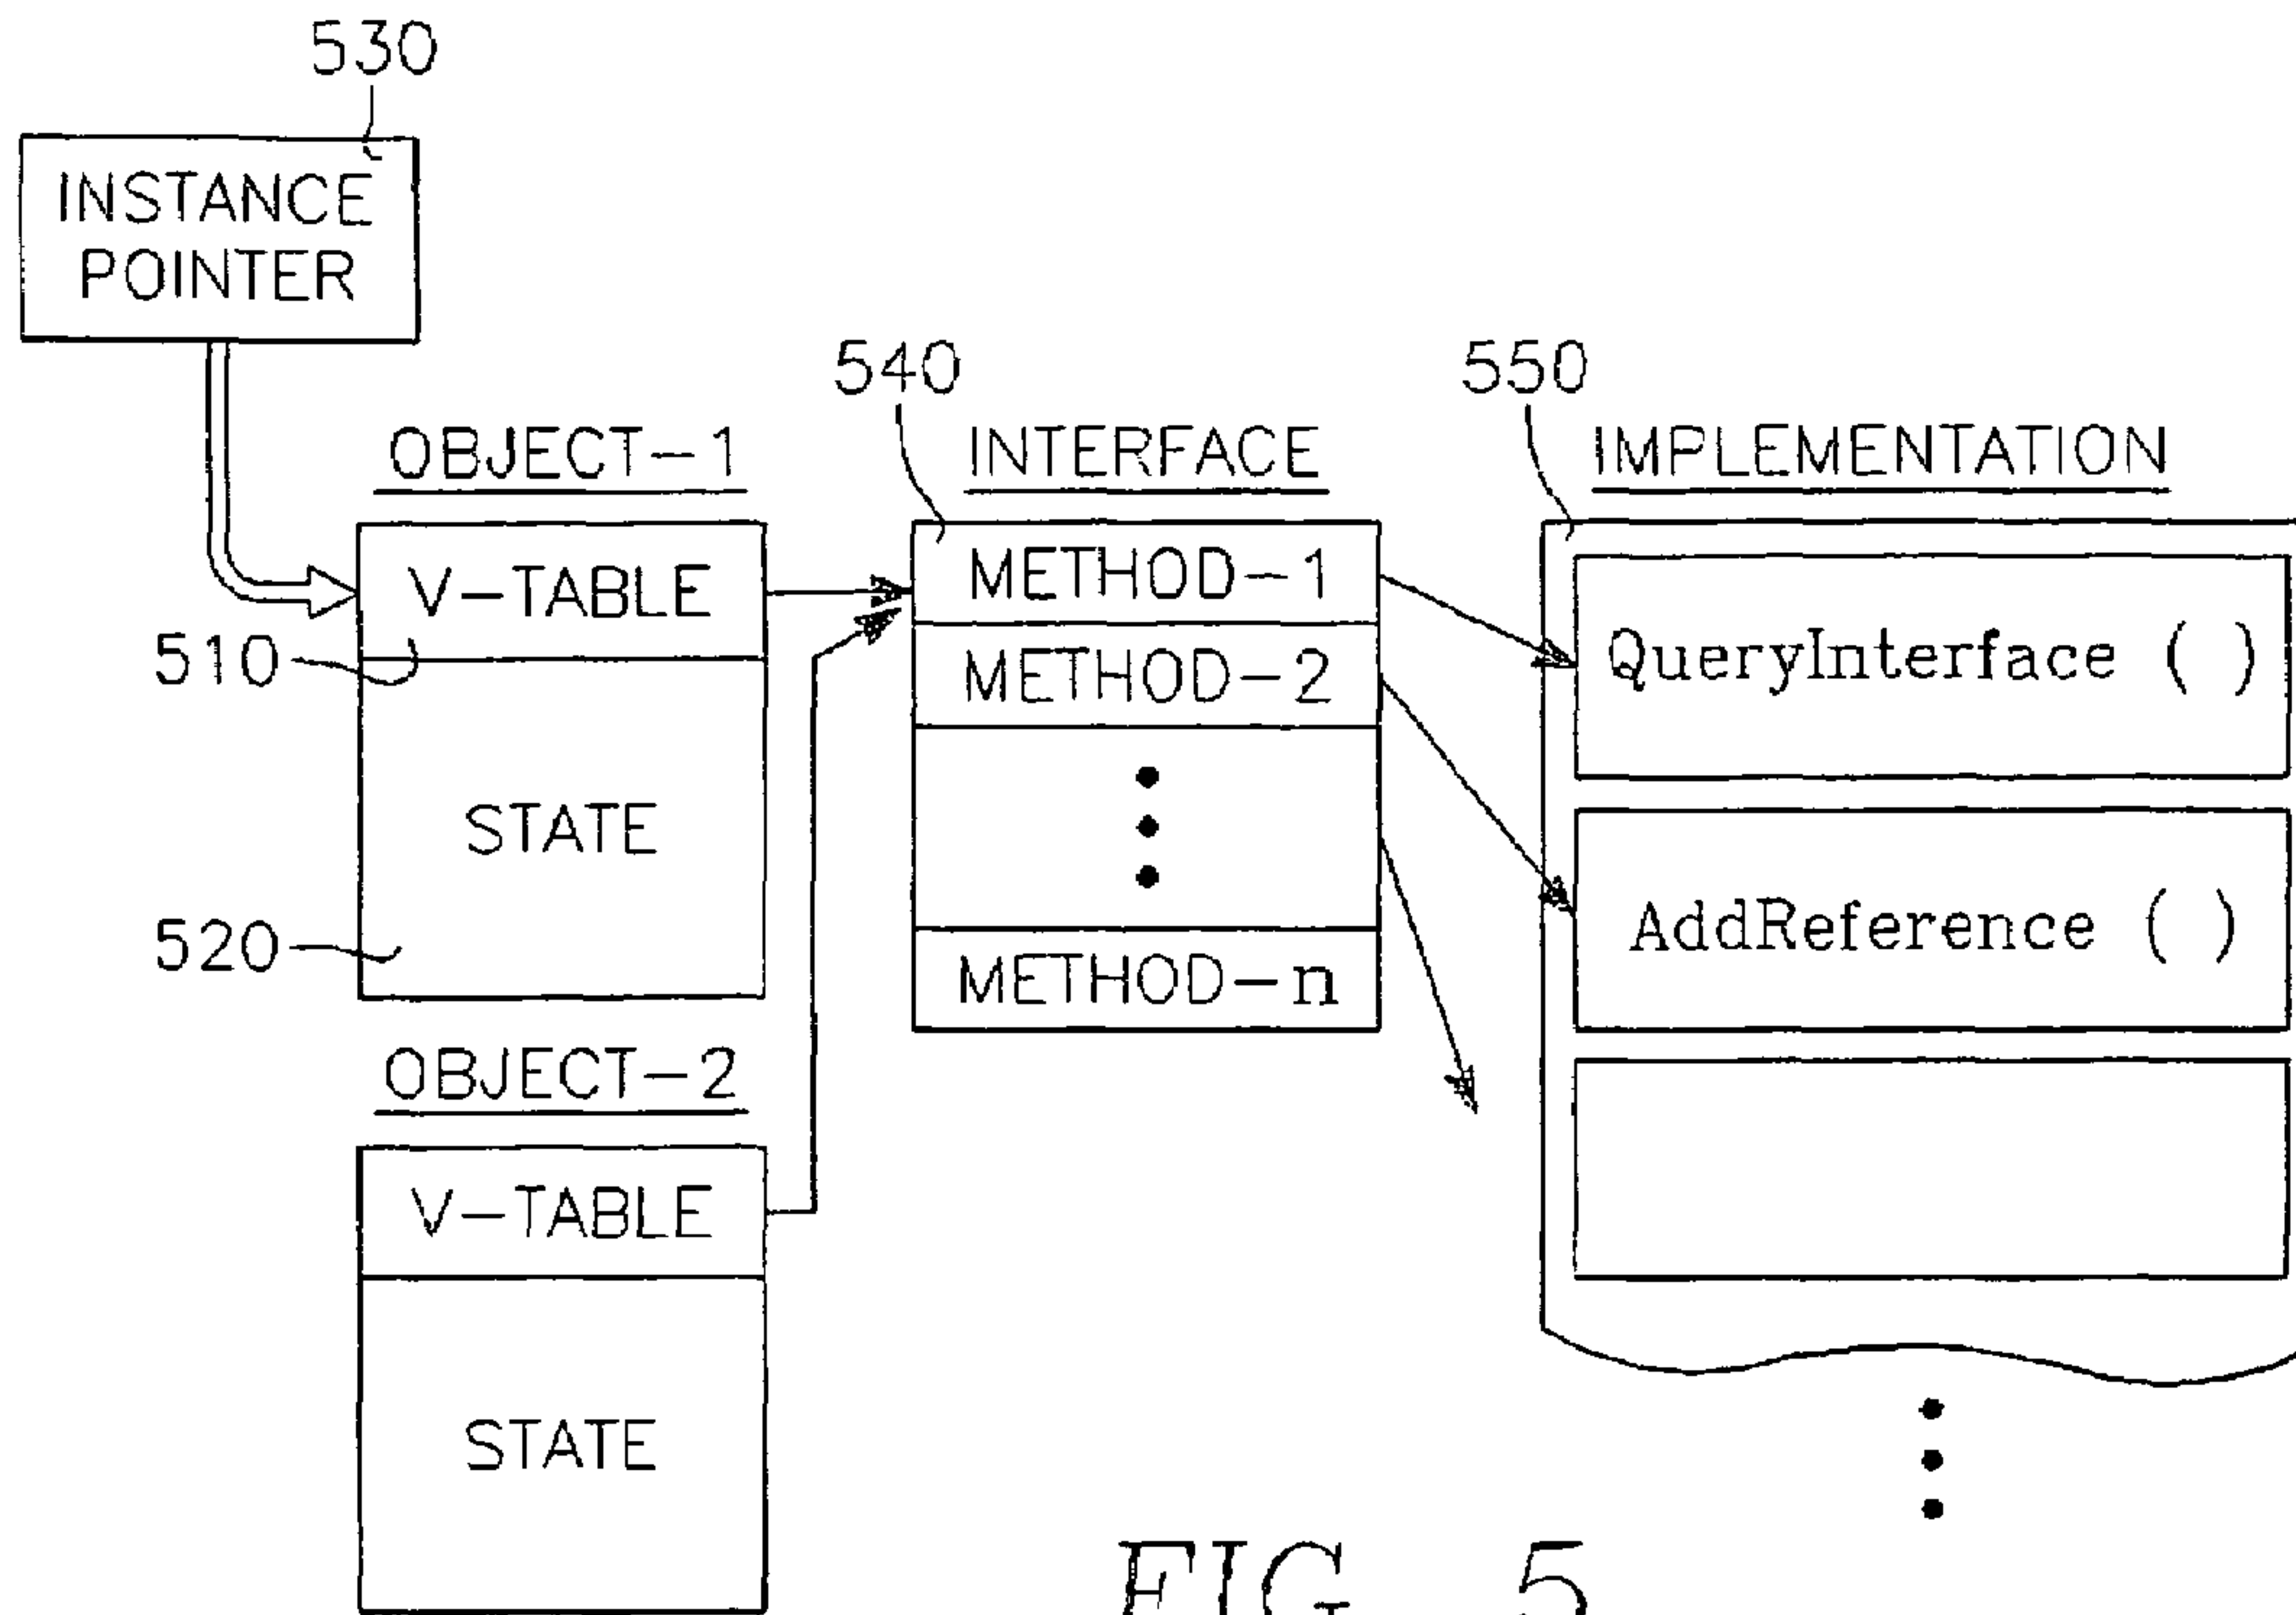 530
INSTANCE
POINTER
540
550
OBJECT-1
INTERFACE
IMPLEMENTATION
V-TABLE
METHOD-1
510
METHOD-2
QueryInterface ( )
STATE
520
METHOD-n
AddReference ( )
OBJECT-2
V-TABLE
STATE
FIG. 5